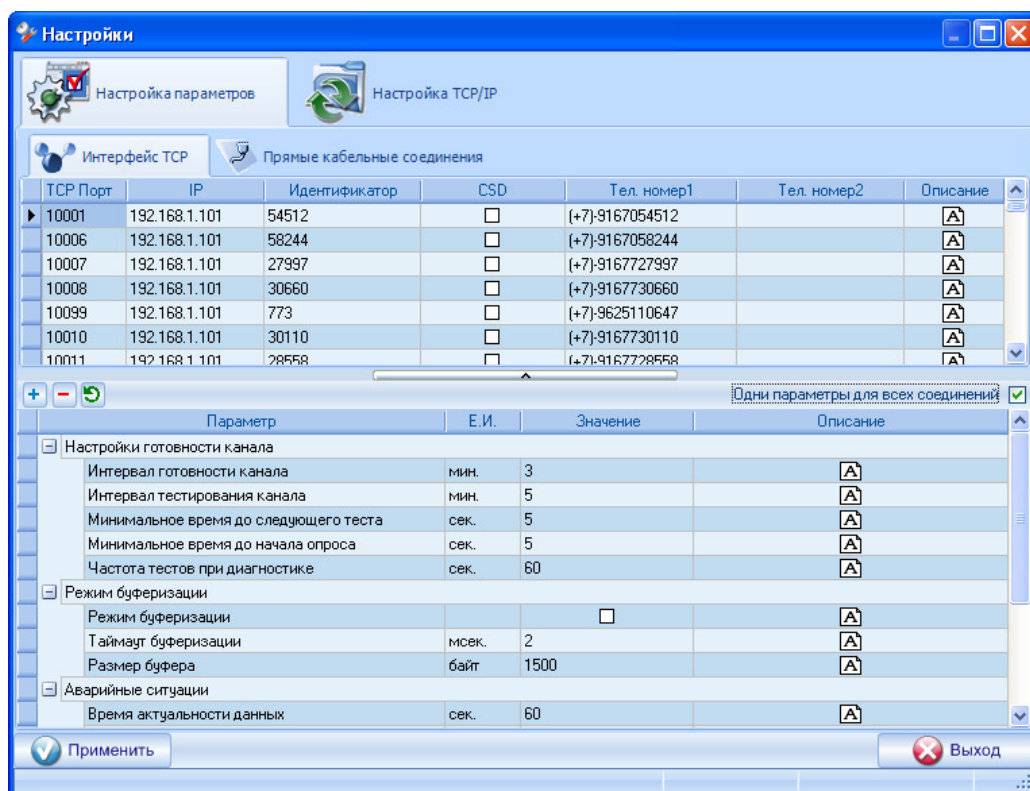 Настройки
Настройка параметров Настройка TCP/IP
Интерфейс TCP Прямые кабельные соединения
TCP Порт IP Идентификатор CSD Тел. номер1 Тел. номер2 Описание
10001 192.168.1.101 54512 (+7)-9167054512 A
10006 192.168.1.101 58244 (+7)-9167058244 A
10007 192.168.1.101 27997 (+7)-9167727997 A
10008 192.168.1.101 30660 (+7)-9167730660 A
10099 192.168.1.101 773 (+7)-9625110647 A
10010 192.168.1.101 30110 (+7)-9167730110 A
10011 192.168.1.101 28558 (+7)-9167728558 A
Одни параметры для всех соединений
Параметр Е.И. Значение Описание
Настройки готовности канала
Интервал готовности канала мин. 3 A
Интервал тестирования канала мин. 5 A
Минимальное время до следующего теста сек. 5 A
Минимальное время до начала опроса сек. 5 A
Частота тестов при диагностике сек. 60 A
Режим буферизации
Режим буферизации A
Таймаут буферизации мсек. 2 A
Размер буфера байт 1500 A
Аварийные ситуации
Время актуальности данных сек. 60 A
Применить Выход